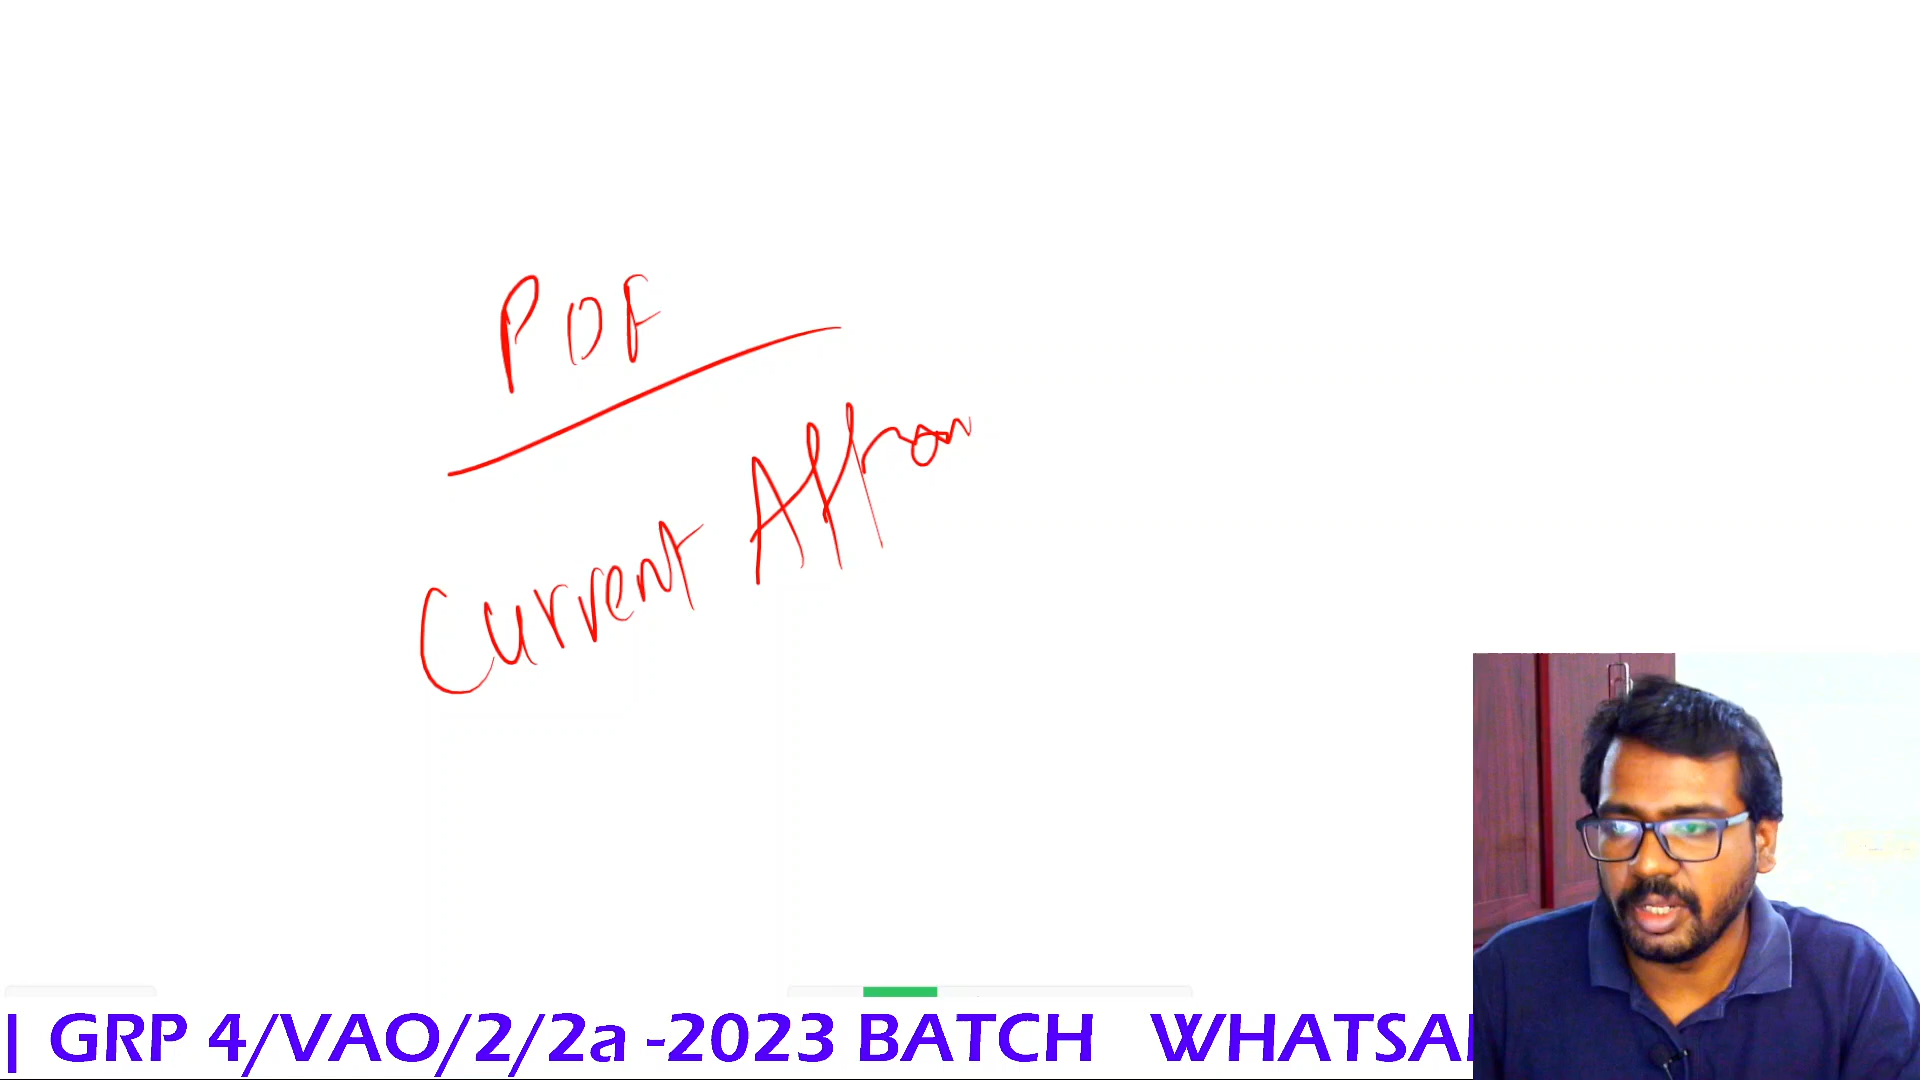 PDF
Current Affair
| GRP 4/VAO/2/2a -2023 BATCH WHATSA